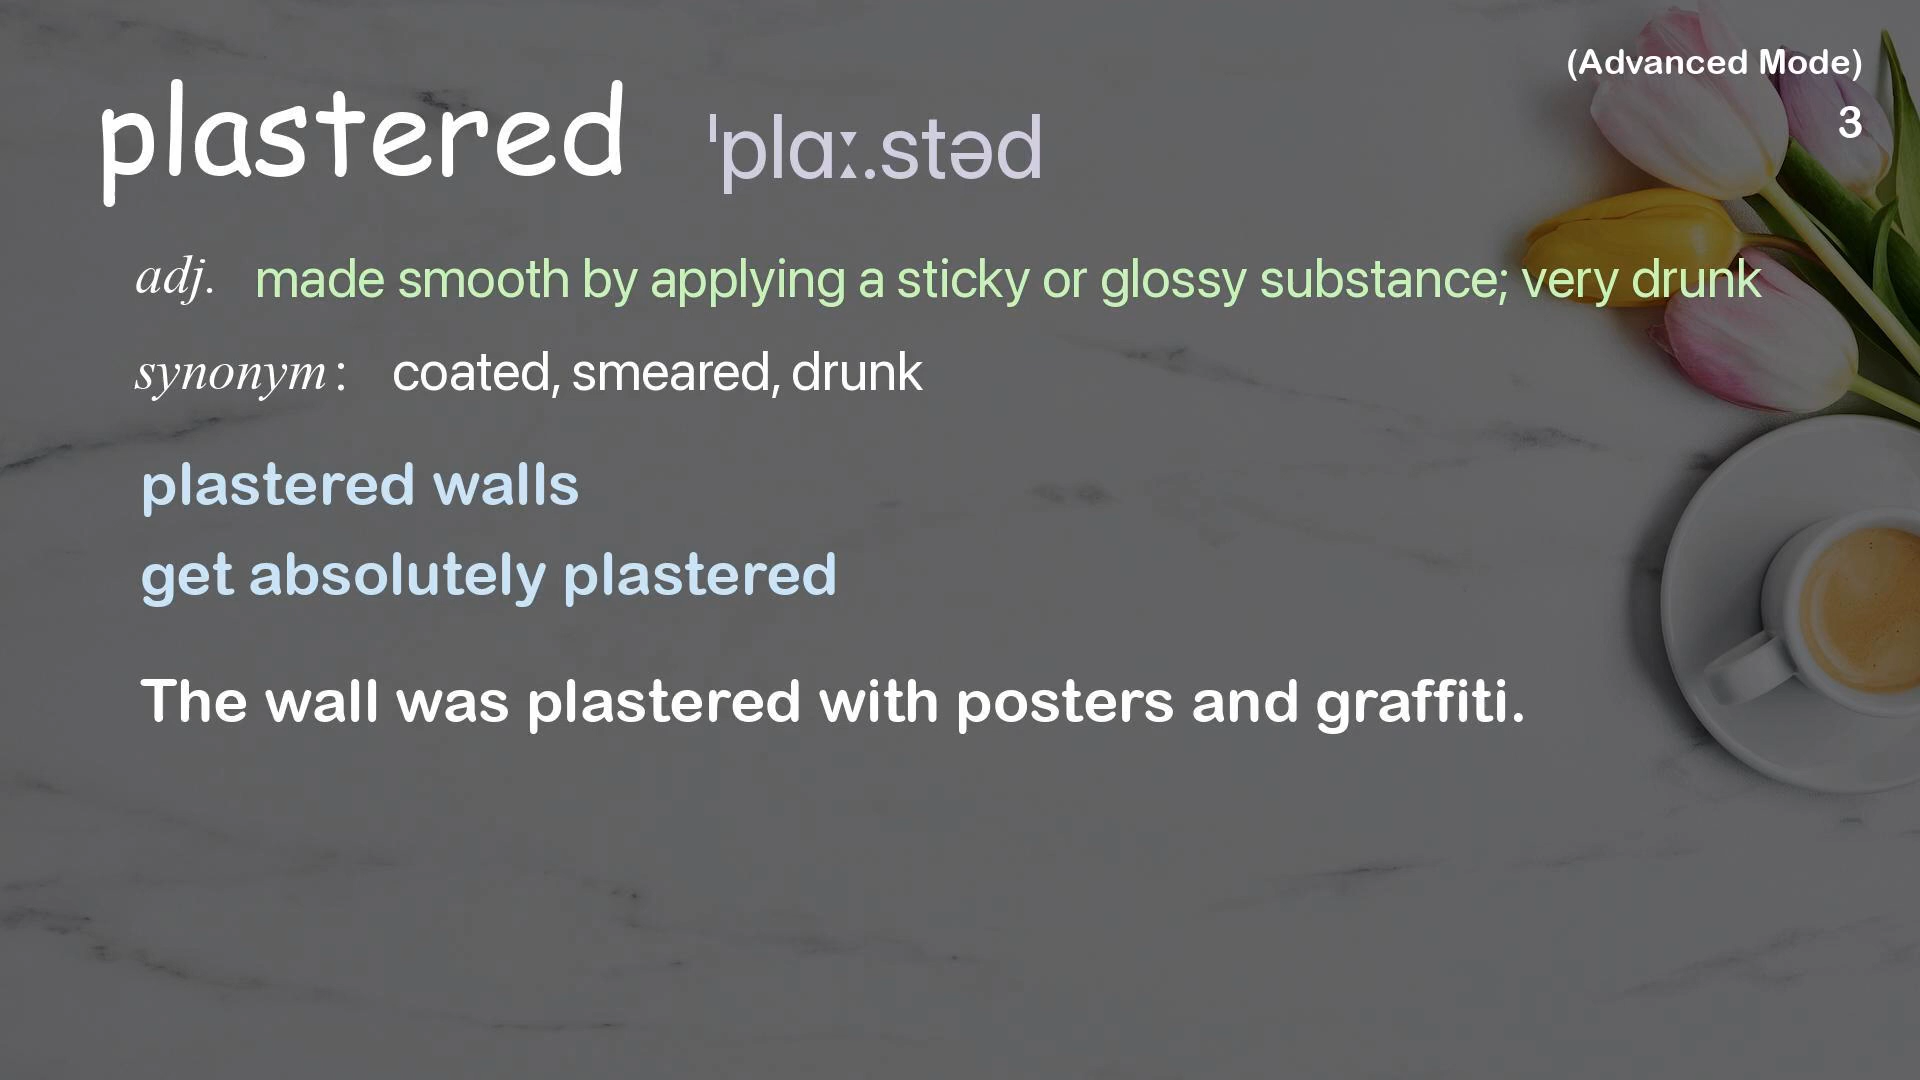 (Advanced Mode)
3
plastered ˈplɑː.stəd
adj. made smooth by applying a sticky or glossy substance; very drunk
synonym: coated, smeared, drunk
plastered walls
get absolutely plastered
The wall was plastered with posters and graffiti.